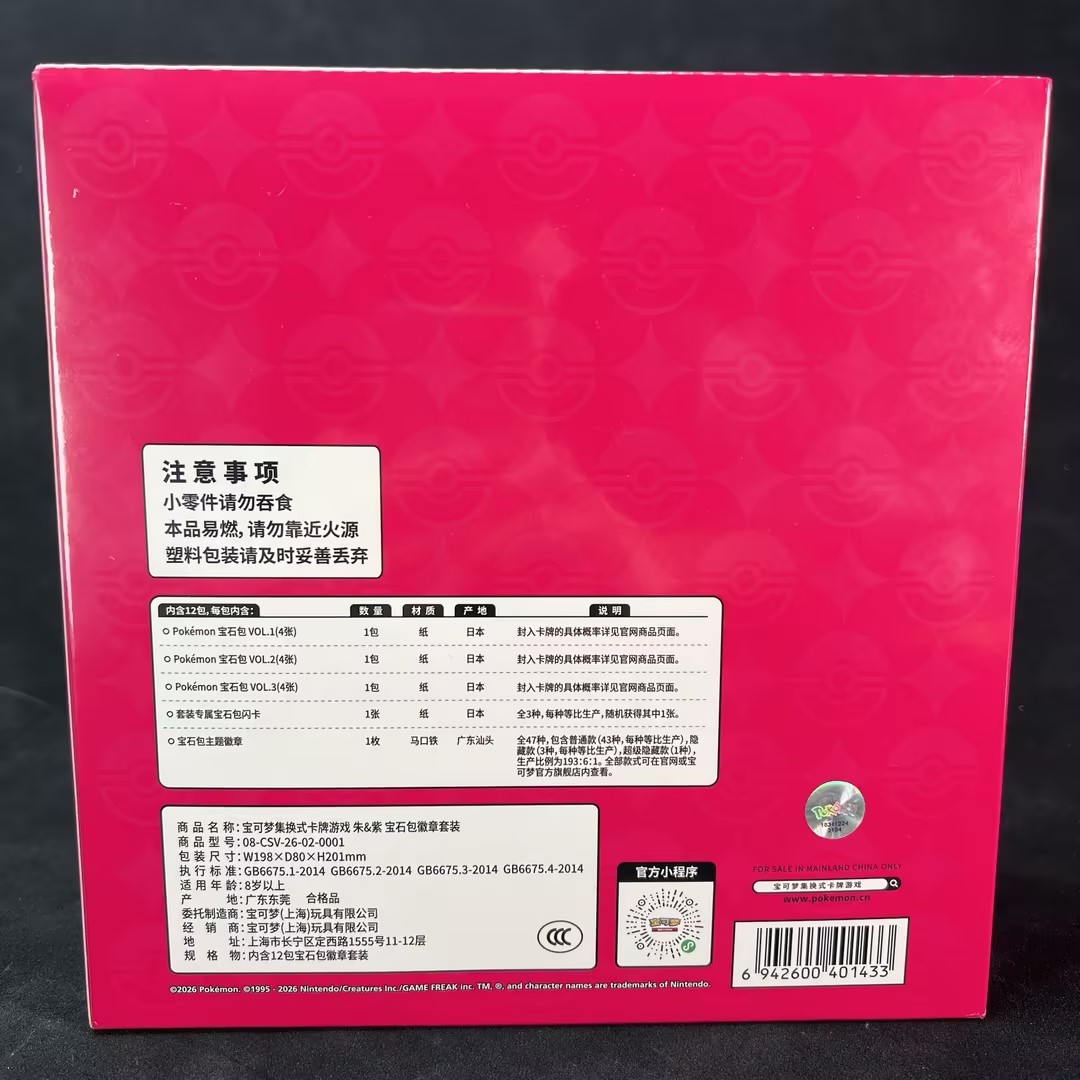 注意事项
小零件请勿吞食
本品易燃,请勿靠近火源
塑料包装请及时妥善丢弃
内含12包,每包内含: 数量 材质 产地 说明
Pokémon 宝石包 VOL.1(4张) 1包 纸 日本 封入卡牌的具体概率详见官网商品页面。
Pokémon 宝石包 VOL.2(4张) 1包 纸 日本 封入卡牌的具体概率详见官网商品页面。
Pokémon 宝石包 VOL.3(4张) 1包 纸 日本 封入卡牌的具体概率详见官网商品页面。
套装专属宝石包闪卡 1张 纸 日本 全3种,每种等比生产,随机获得其中1张。
宝石包主题徽章 1枚 马口铁 广东汕头 全47种,包含普通款(43种,每种等比生产),隐
藏款(3种,每种等比生产),超级隐藏款(1种),
生产比例为193:6:1。全部款式可在官网或宝
可梦官方旗舰店内查看。
商品名称:宝可梦集换式卡牌游戏 朱&紫 宝石包徽章套装
商品型号:08-CSV-26-02-0001
包装尺寸:W198×D80×H201mm
执行标准:GB6675.1-2014 GB6675.2-2014 GB6675.3-2014 GB6675.4-2014
适用年龄:8岁以上
产地:广东东莞 合格品
委托制造商:宝可梦(上海)玩具有限公司
经销商:宝可梦(上海)玩具有限公司
地址:上海市长宁区定西路1555号11-12层
规格物:内含12包宝石包徽章套装
CCC
官方小程序
FOR SALE IN MAINLAND CHINA ONLY
宝可梦集换式卡牌游戏
www.pokemon.cn
6 942600 401433
©2026 Pokémon. ©1995 - 2026 Nintendo/Creatures Inc./GAME FREAK inc. TM, ®, and character names are trademarks of Nintendo.